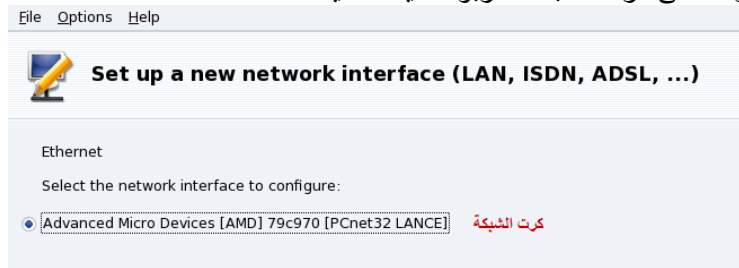 File Options Help
Set up a new network interface (LAN, ISDN, ADSL, ...)
Ethernet
Select the network interface to configure:
Advanced Micro Devices [AMD] 79c970 [PCnet32 LANCE] كرت الشبكة